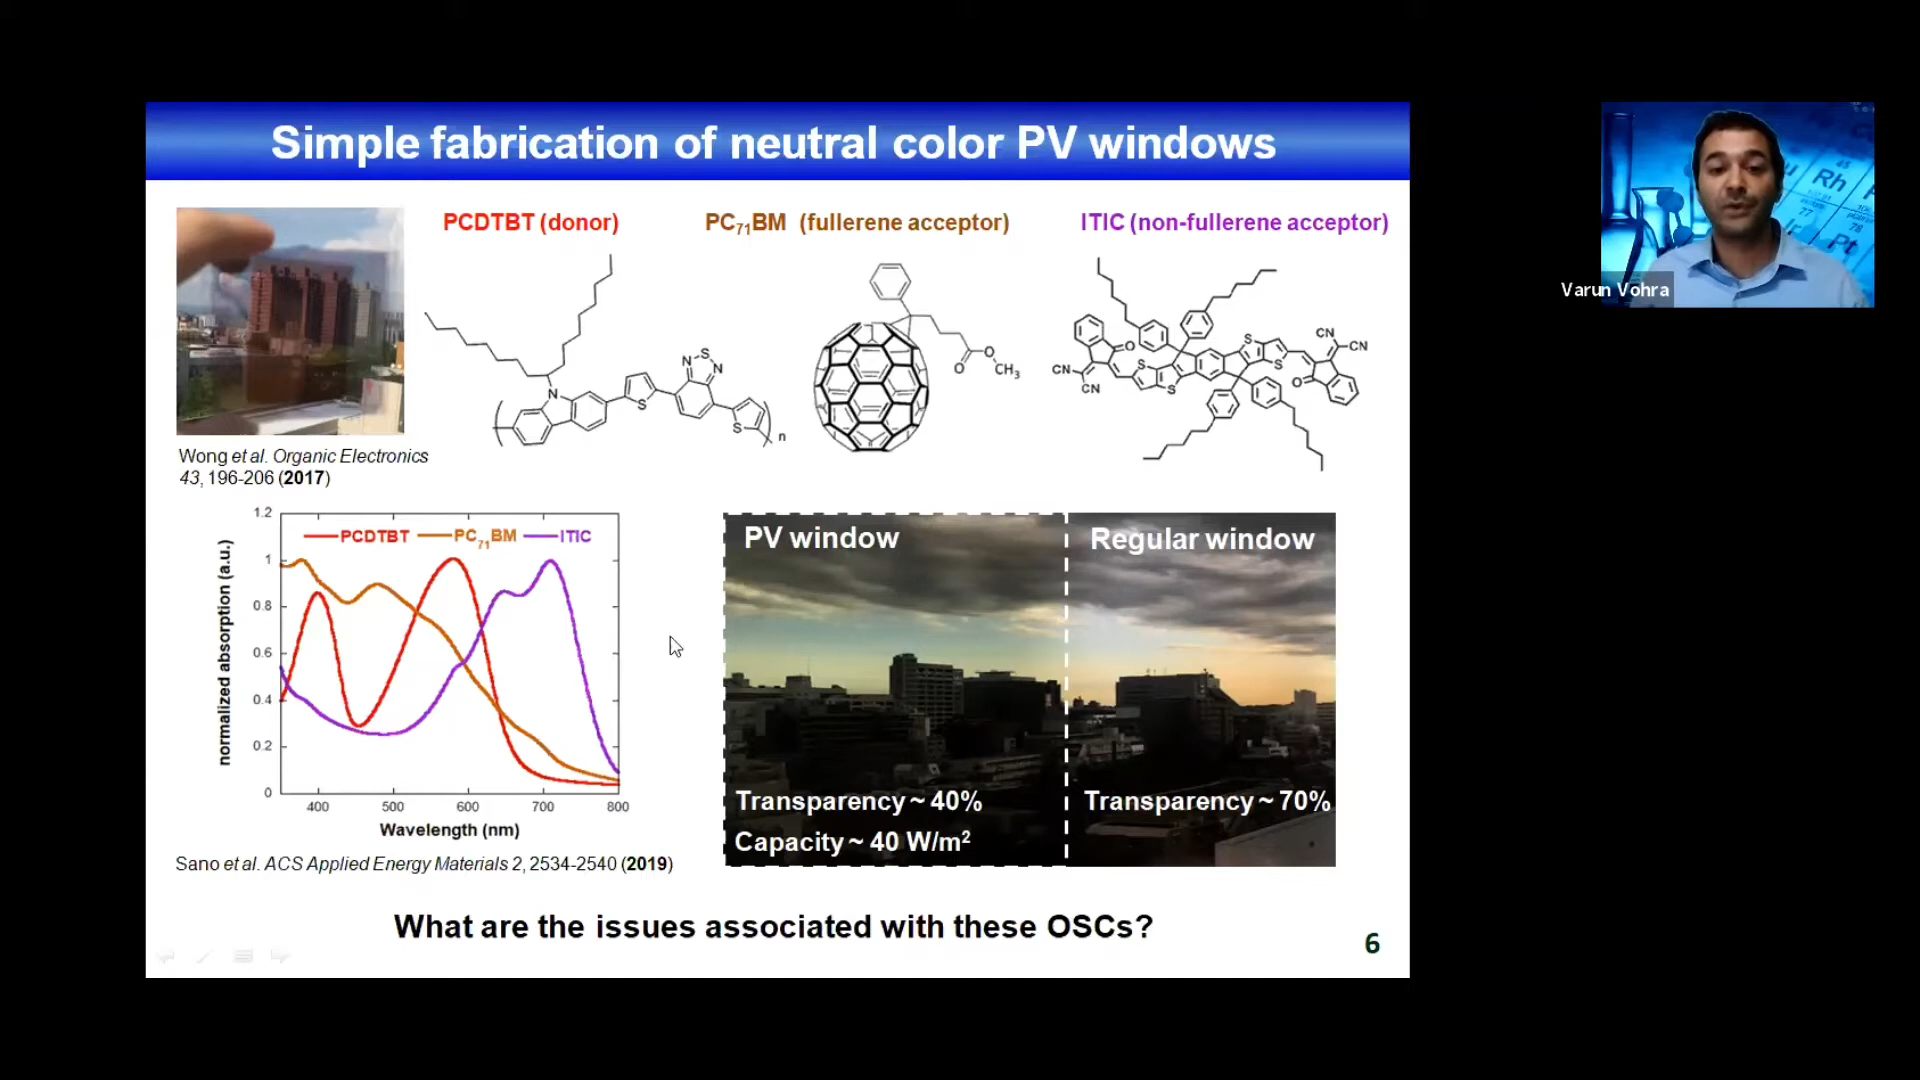 Simple fabrication of neutral color PV windows
PCDTBT (donor)
PC71BM (fullerene acceptor)
ITIC (non-fullerene acceptor)
N
S
N
S
N
S
n
O
O
CH3
CN
CN
O
S
S
S
S
O
CN
CN
Wong et al. Organic Electronics
43, 196-206 (2017)
PCDTBT PC71BM ITIC
normalized absorption (a.u.)
1.2
1
0.8
0.6
0.4
0.2
0
400 500 600 700 800
Wavelength (nm)
Sano et al. ACS Applied Energy Materials 2, 2534-2540 (2019)
PV window
Regular window
Transparency ~ 40%
Capacity ~ 40 W/m2
Transparency ~ 70%
What are the issues associated with these OSCs?
6
Varun Vohra
45
Rh
77
Ir
78
Pt